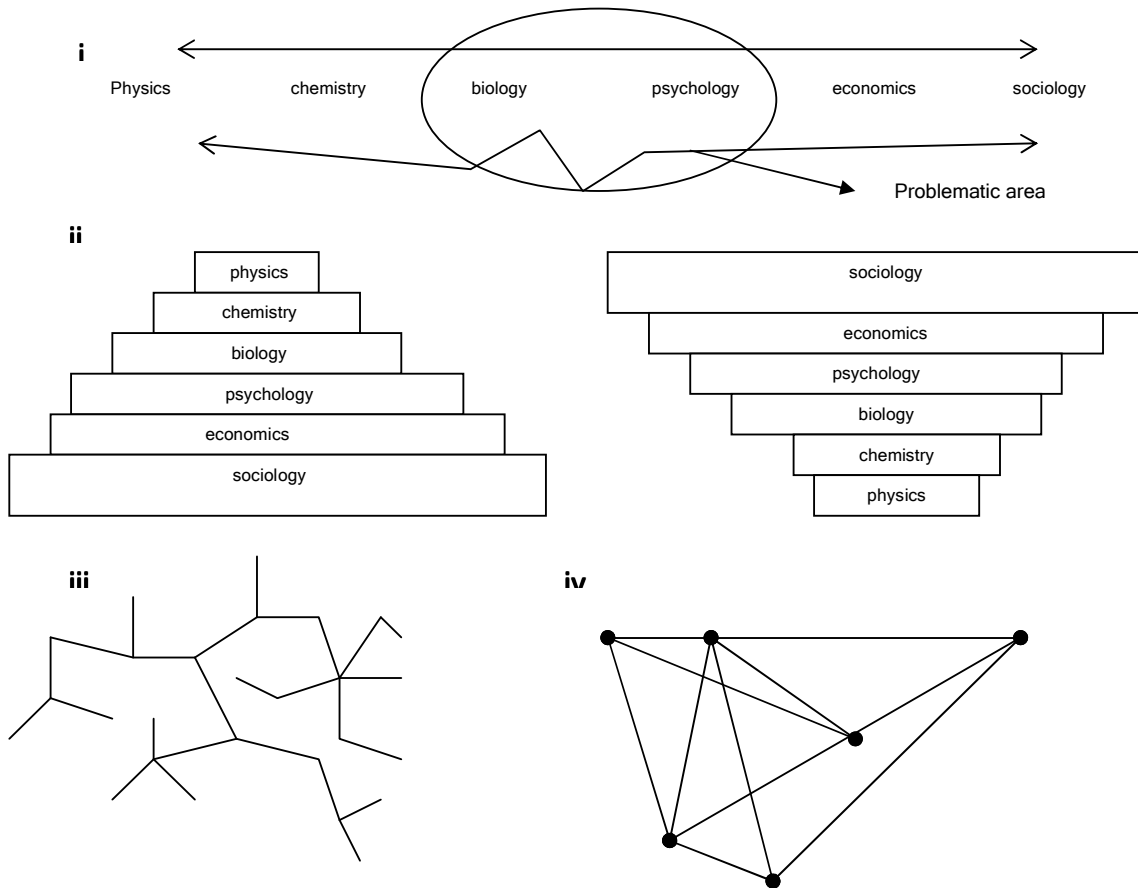 i
Physics chemistry biology psychology economics sociology
Problematic area
ii
physics
chemistry
biology
psychology
economics
sociology
sociology
economics
psychology
biology
chemistry
physics
iii
iv